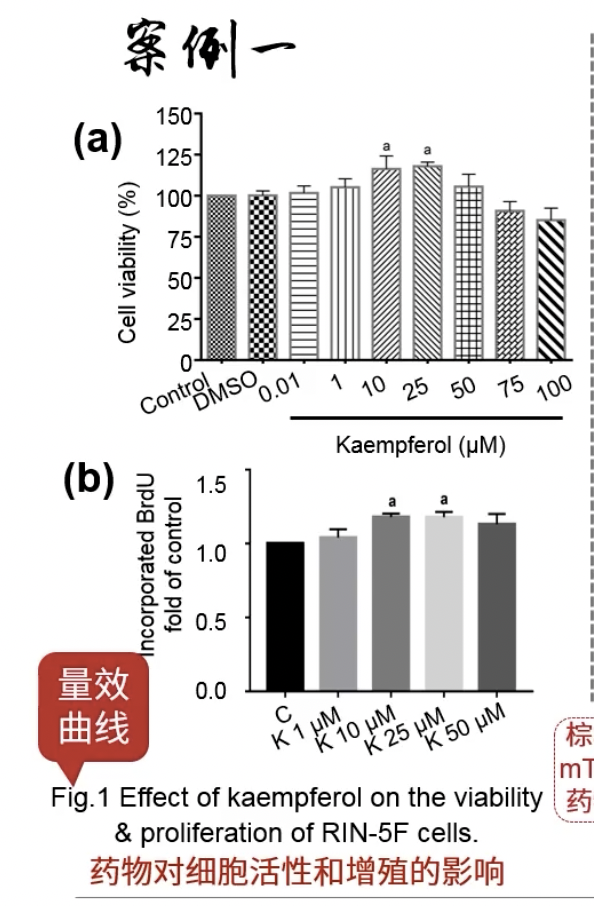 案例一
(a)
Cell viability (%)
150
125
100
75
50
25
0
a
a
Control
DMSO
0.01
1
10
25
50
75
100
Kaempferol (μM)
(b)
Incorporated BrdU
fold of control
1.5
1.0
0.5
0.0
a
a
C
K 1 μM
K 10 μM
K 25 μM
K 50 μM
量效
曲线
Fig.1 Effect of kaempferol on the viability
& proliferation of RIN-5F cells.
药物对细胞活性和增殖的影响
棕
mT
药